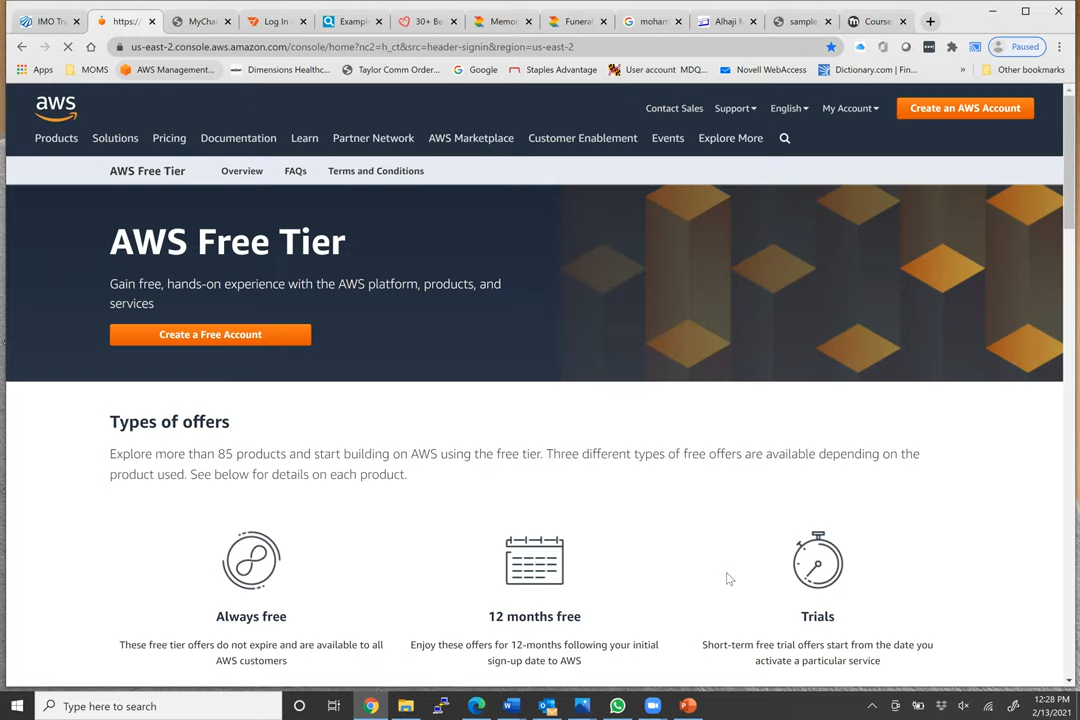 IMO Tra
https:/
MyCha
Log In -
Exampl
30+ Be
Memor
Funeral
moham
Alhaji M
sample
Course
us-east-2.console.aws.amazon.com/console/home?nc2=h_ct&src=header-signin&region=us-east-2
Paused
Apps
MOMS
AWS Management...
Dimensions Healthc...
Taylor Comm Order...
Google
Staples Advantage
User account MDQ...
Novell WebAccess
Dictionary.com | Fin...
»
Other bookmarks
aws
Contact Sales
Support
English
My Account
Create an AWS Account
Products
Solutions
Pricing
Documentation
Learn
Partner Network
AWS Marketplace
Customer Enablement
Events
Explore More
AWS Free Tier
Overview
FAQs
Terms and Conditions
AWS Free Tier
Gain free, hands-on experience with the AWS platform, products, and
services
Create a Free Account
Types of offers
Explore more than 85 products and start building on AWS using the free tier. Three different types of free offers are available depending on the
product used. See below for details on each product.
Always free
These free tier offers do not expire and are available to all
AWS customers
12 months free
Enjoy these offers for 12-months following your initial
sign-up date to AWS
Trials
Short-term free trial offers start from the date you
activate a particular service
Type here to search
12:28 PM
2/13/2021